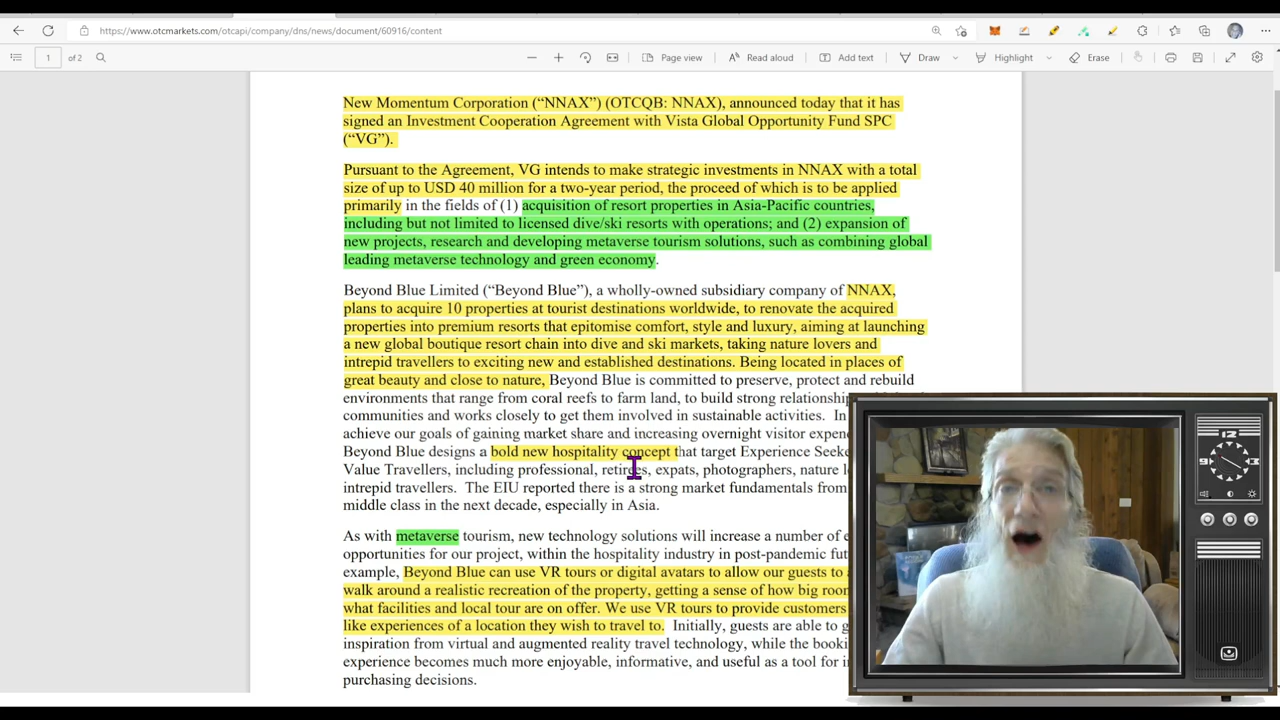 https://www.otcmarkets.com/otcapi/company/dns/news/document/60916/content
1 of 2 Page view Read aloud Add text Draw Highlight Erase
New Momentum Corporation (“NNAX”) (OTCQB: NNAX), announced today that it has
signed an Investment Cooperation Agreement with Vista Global Opportunity Fund SPC
(“VG”).
Pursuant to the Agreement, VG intends to make strategic investments in NNAX with a total
size of up to USD 40 million for a two-year period, the proceed of which is to be applied
primarily in the fields of (1) acquisition of resort properties in Asia-Pacific countries,
including but not limited to licensed dive/ski resorts with operations; and (2) expansion of
new projects, research and developing metaverse tourism solutions, such as combining global
leading metaverse technology and green economy.
Beyond Blue Limited (“Beyond Blue”), a wholly-owned subsidiary company of NNAX,
plans to acquire 10 properties at tourist destinations worldwide, to renovate the acquired
properties into premium resorts that epitomise comfort, style and luxury, aiming at launching
a new global boutique resort chain into dive and ski markets, taking nature lovers and
intrepid travellers to exciting new and established destinations. Being located in places of
great beauty and close to nature, Beyond Blue is committed to preserve, protect and rebuild
environments that range from coral reefs to farm land, to build strong relationship
communities and works closely to get them involved in sustainable activities. In
achieve our goals of gaining market share and increasing overnight visitor expen
Beyond Blue designs a bold new hospitality concept that target Experience Seeke
Value Travellers, including professional, retirees, expats, photographers, nature l
intrepid travellers. The EIU reported there is a strong market fundamentals from
middle class in the next decade, especially in Asia.
As with metaverse tourism, new technology solutions will increase a number of e
opportunities for our project, within the hospitality industry in post-pandemic fut
example, Beyond Blue can use VR tours or digital avatars to allow our guests to
walk around a realistic recreation of the property, getting a sense of how big roo
what facilities and local tour are on offer. We use VR tours to provide customers
like experiences of a location they wish to travel to. Initially, guests are able to g
inspiration from virtual and augmented reality travel technology, while the booki
experience becomes much more enjoyable, informative, and useful as a tool for i
purchasing decisions.
12
9 3